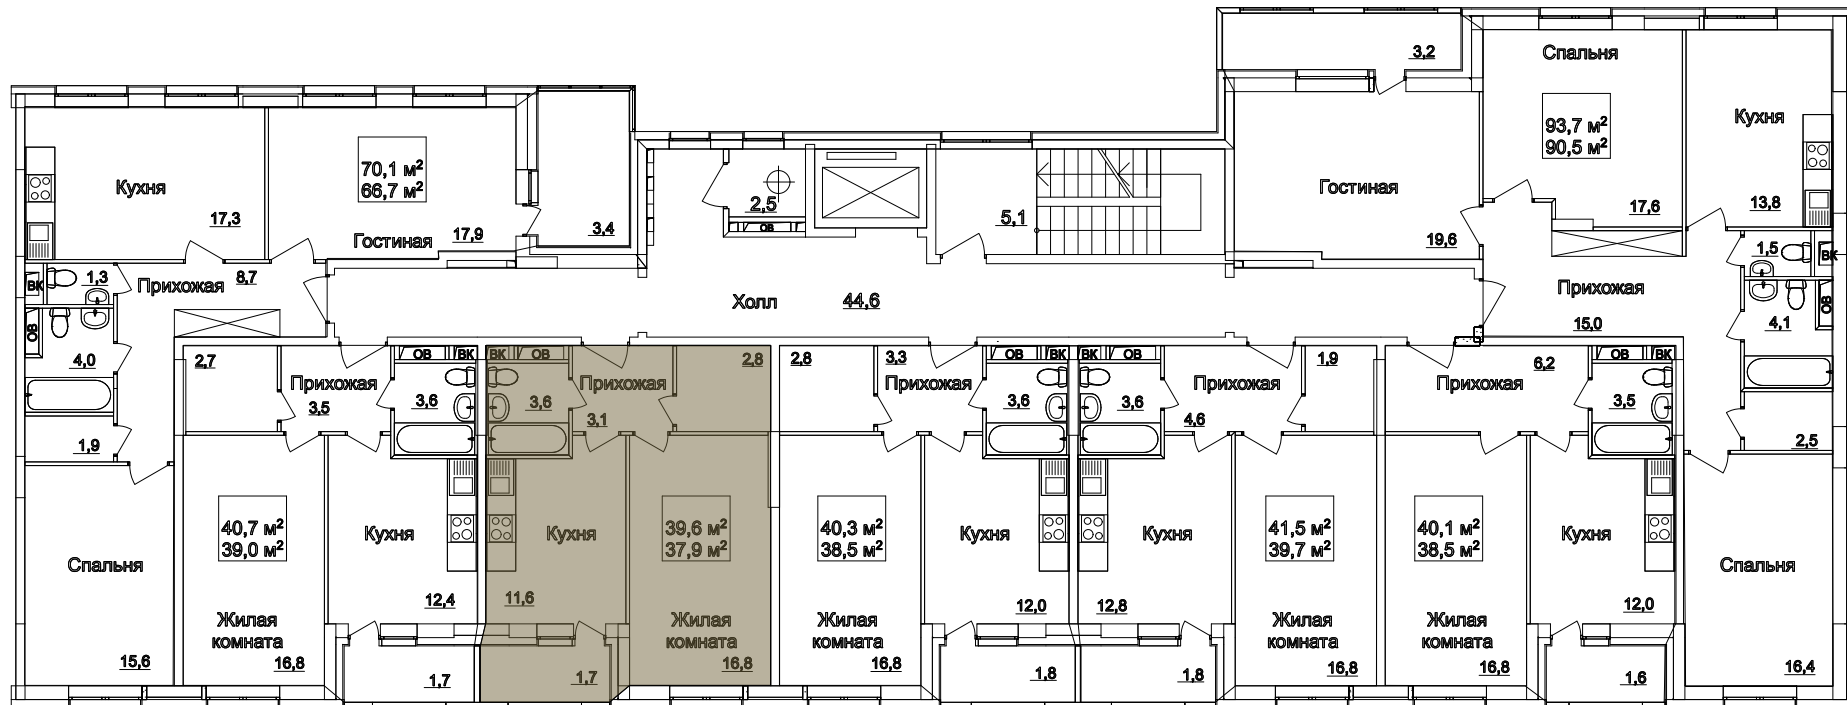 3,2
Спальня
93,7 м²
90,5 м²
Кухня
17,6
13,8
Гостиная
19,6
70,1 м²
66,7 м²
Кухня
17,3
Гостиная
17,9
3,4
2,5
ОВ
5,1
1,3
ВК
Прихожая
8,7
Холл
44,6
1,5
ВК
Прихожая
15,0
4,1
ОВ
ОВ
4,0
1,9
2,7
Прихожая
3,5
ОВ
ВК
3,6
ВК
ОВ
3,6
Прихожая
3,1
2,8
2,8
3,3
Прихожая
ОВ
ВК
3,6
ВК
ОВ
3,6
Прихожая
4,6
1,9
Прихожая
6,2
ОВ
ВК
3,5
2,5
Спальня
15,6
40,7 м²
39,0 м²
Жилая
комната
16,8
Кухня
12,4
1,7
Кухня
11,6
1,7
39,6 м²
37,9 м²
Жилая
комната
16,8
40,3 м²
38,5 м²
Жилая
комната
16,8
Кухня
12,0
1,8
Кухня
12,8
1,8
41,5 м²
39,7 м²
Жилая
комната
16,8
40,1 м²
38,5 м²
Жилая
комната
16,8
Кухня
12,0
1,6
Спальня
16,4